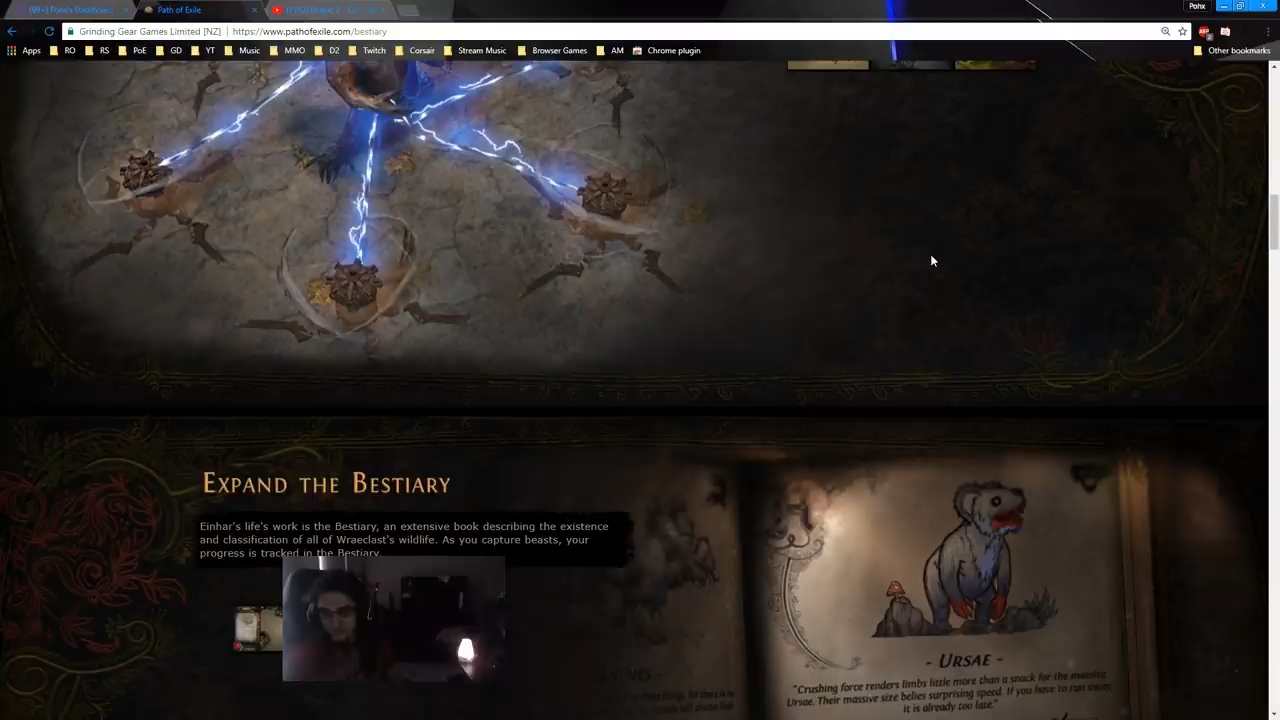 Path of Exile
Pohx
Grinding Gear Games Limited [NZ] | https://www.pathofexile.com/bestiary
Apps RO RS PoE GD YT Music MMO D2 Twitch Corsair Stream Music Browser Games AM Chrome plugin Other bookmarks
EXPAND THE BESTIARY
Einhar's life's work is the Bestiary, an extensive book describing the existence
and classification of all of Wraeclast's wildlife. As you capture beasts, your
progress is tracked in the Bestiary.
- URSAE -
"Crushing force renders limbs little more than a snack for the massive
Ursae. Their massive size belies surprising speed. If you have to run away,
it is already too late."